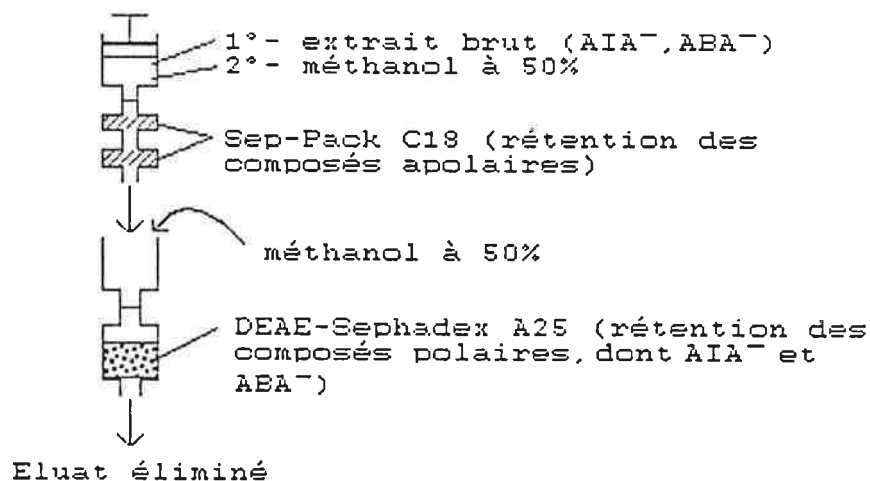 1°- extrait brut (AIA⁻,ABA⁻)
2°- méthanol à 50%
Sep-Pack C18 (rétention des
composés apolaires)
méthanol à 50%
DEAE-Sephadex A25 (rétention des
composés polaires, dont AIA⁻ et
ABA⁻)
Eluat éliminé